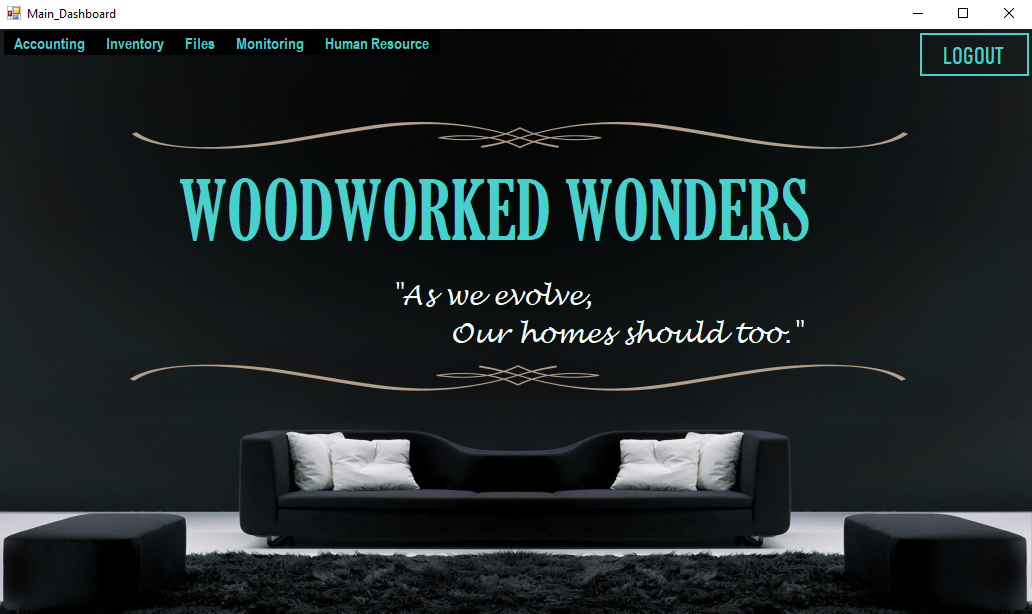 Main_Dashboard
Accounting Inventory Files Monitoring Human Resource
LOGOUT
WOODWORKED WONDERS
"As we evolve,
Our homes should too."